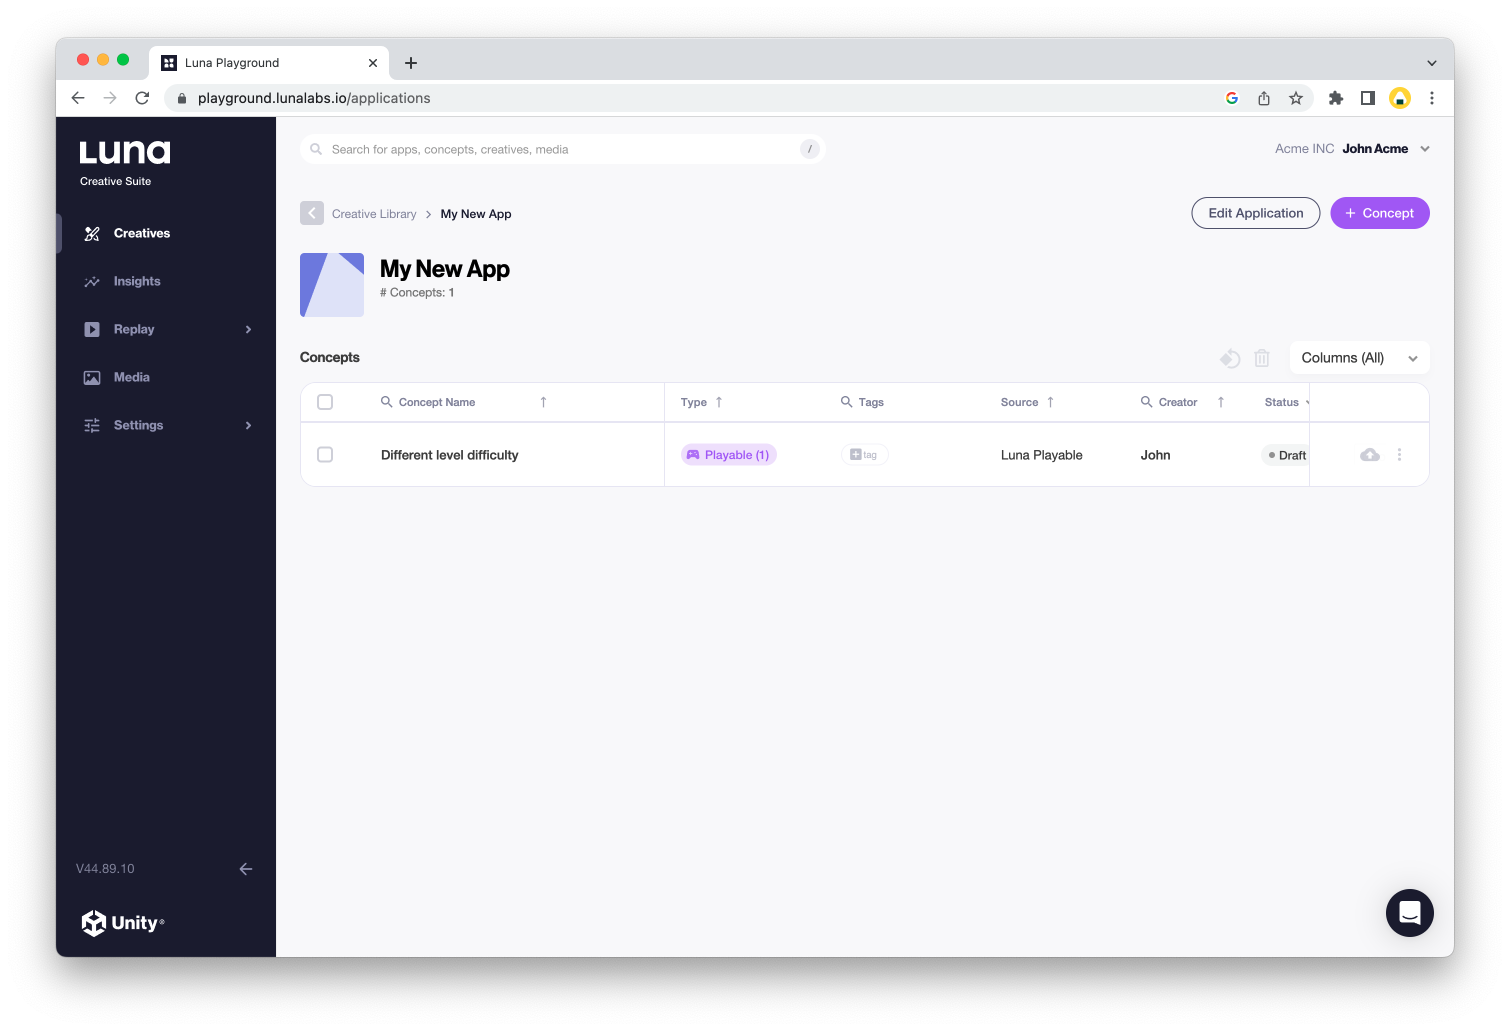 Luna Playground
playground.lunalabs.io/applications
Luna
Creative Suite
Search for apps, concepts, creatives, media
/
Acme INC John Acme
Creatives
Insights
Replay
Media
Settings
Creative Library > My New App
Edit Application
+ Concept
My New App
# Concepts: 1
Concepts
Columns (All)
Concept Name ↑ Type ↑ Tags Source ↑ Creator ↑ Status
Different level difficulty Playable (1) tag Luna Playable John Draft
V44.89.10
Unity®